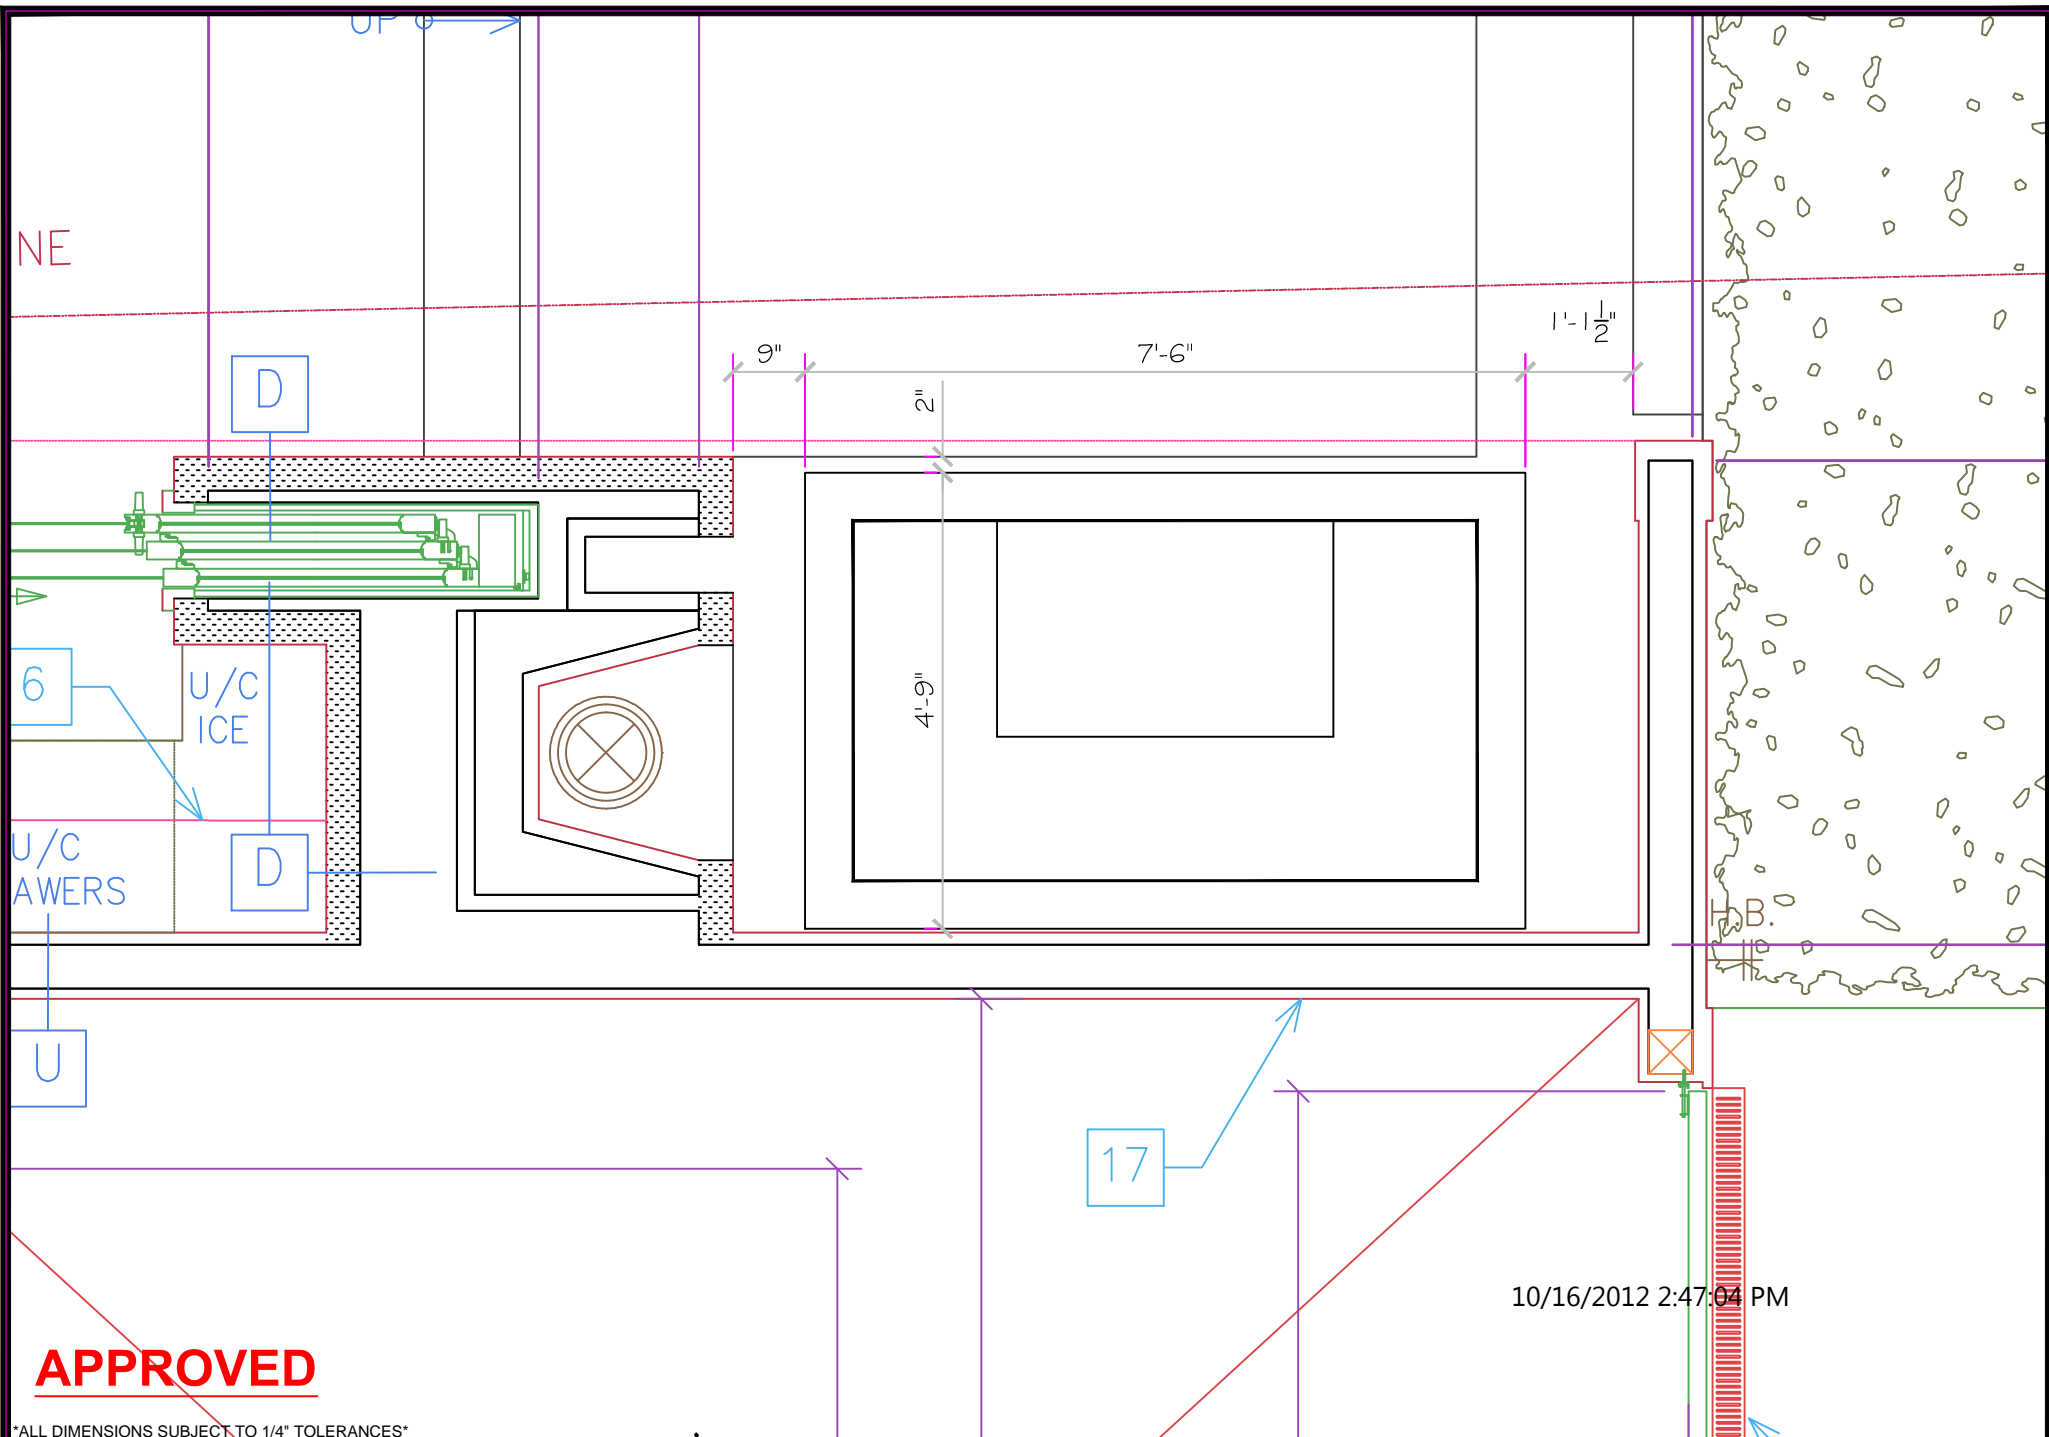 UP
NE
1'-1 1/2"
9"
7'-6"
D
2"
6
U/C
ICE
4'-9"
U/C
AWERS
D
H.B.
U
17
10/16/2012 2:47:04 PM
APPROVED
*ALL DIMENSIONS SUBJECT TO 1/4" TOLERANCES*